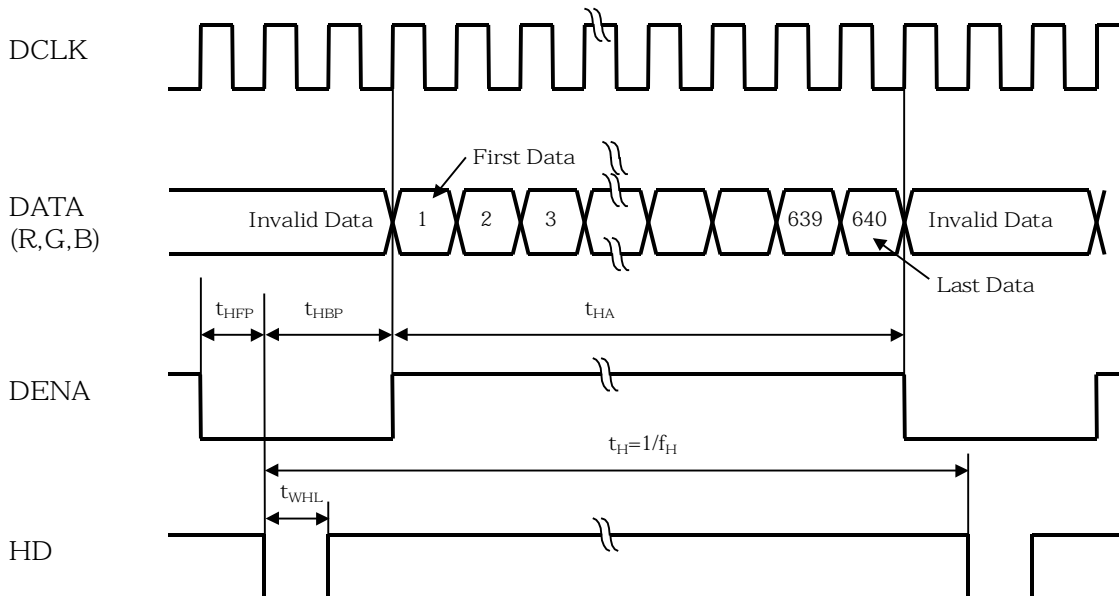 DCLK
First Data
DATA
(R,G,B)
Invalid Data
1
2
3
639
640
Invalid Data
Last Data
tHFP
tHBP
tHA
DENA
tH=1/fH
tWHL
HD